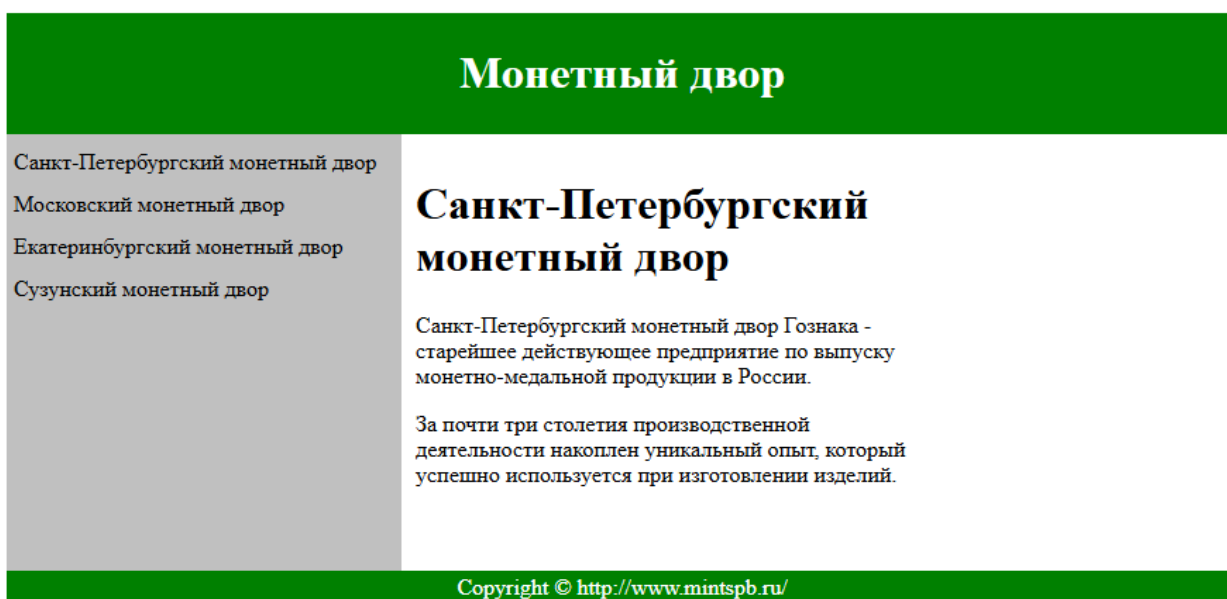 Монетный двор
Санкт-Петербургский монетный двор
Московский монетный двор
Екатеринбургский монетный двор
Сузунский монетный двор
Санкт-Петербургский
монетный двор
Санкт-Петербургский монетный двор Гознака -
старейшее действующее предприятие по выпуску
монетно-медальной продукции в России.
За почти три столетия производственной
деятельности накоплен уникальный опыт, который
успешно используется при изготовлении изделий.
Copyright © http://www.mintspb.ru/